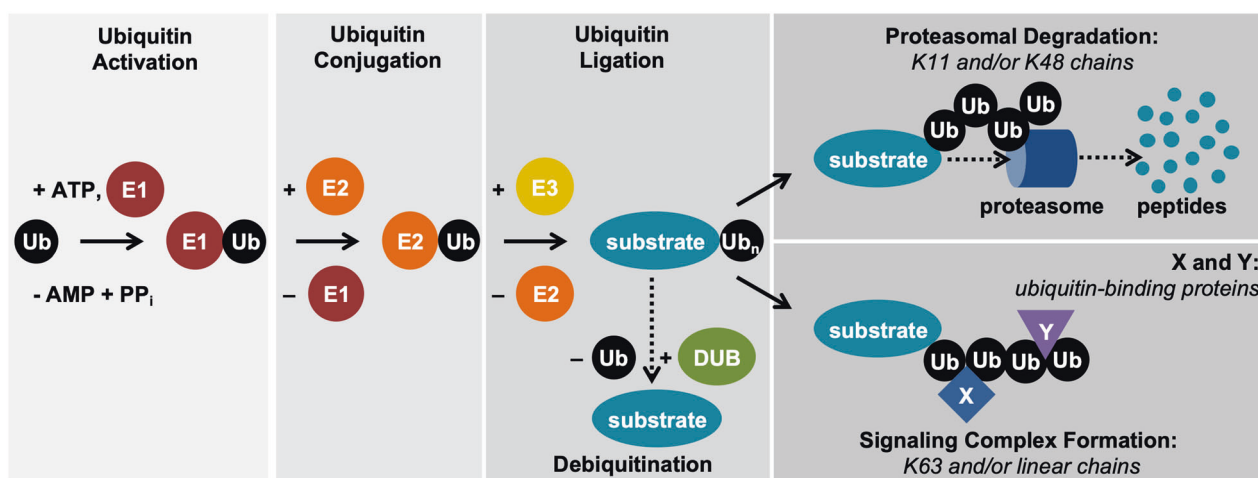 Ubiquitin
Activation
+ ATP, E1
Ub
E1 Ub
- AMP + PPi
Ubiquitin
Conjugation
+ E2
E2 Ub
– E1
Ubiquitin
Ligation
+ E3
substrate Ubn
– E2
– Ub + DUB
substrate
Debiquitination
Proteasomal Degradation:
K11 and/or K48 chains
Ub Ub Ub Ub
substrate
proteasome peptides
X and Y:
ubiquitin-binding proteins
substrate
Y
Ub Ub Ub Ub
X
Signaling Complex Formation:
K63 and/or linear chains